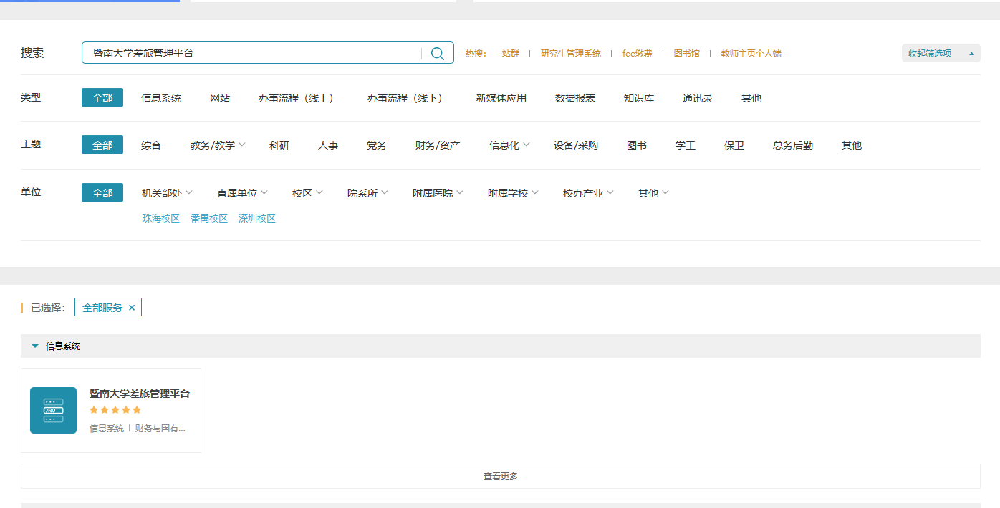 搜索 暨南大学差旅管理平台 热搜： 站群 | 研究生管理系统 | fee缴费 | 图书馆 | 教师主页个人端 收起筛选项
类型 全部 信息系统 网站 办事流程（线上） 办事流程（线下） 新媒体应用 数据报表 知识库 通讯录 其他
主题 全部 综合 教务/教学 科研 人事 党务 财务/资产 信息化 设备/采购 图书 学工 保卫 总务后勤 其他
单位 全部 机关部处 直属单位 校区 院系所 附属医院 附属学校 校办产业 其他
珠海校区 番禺校区 深圳校区
已选择： 全部服务 ×
信息系统
暨南大学差旅管理平台
JNU
信息系统 | 财务与国有...
查看更多